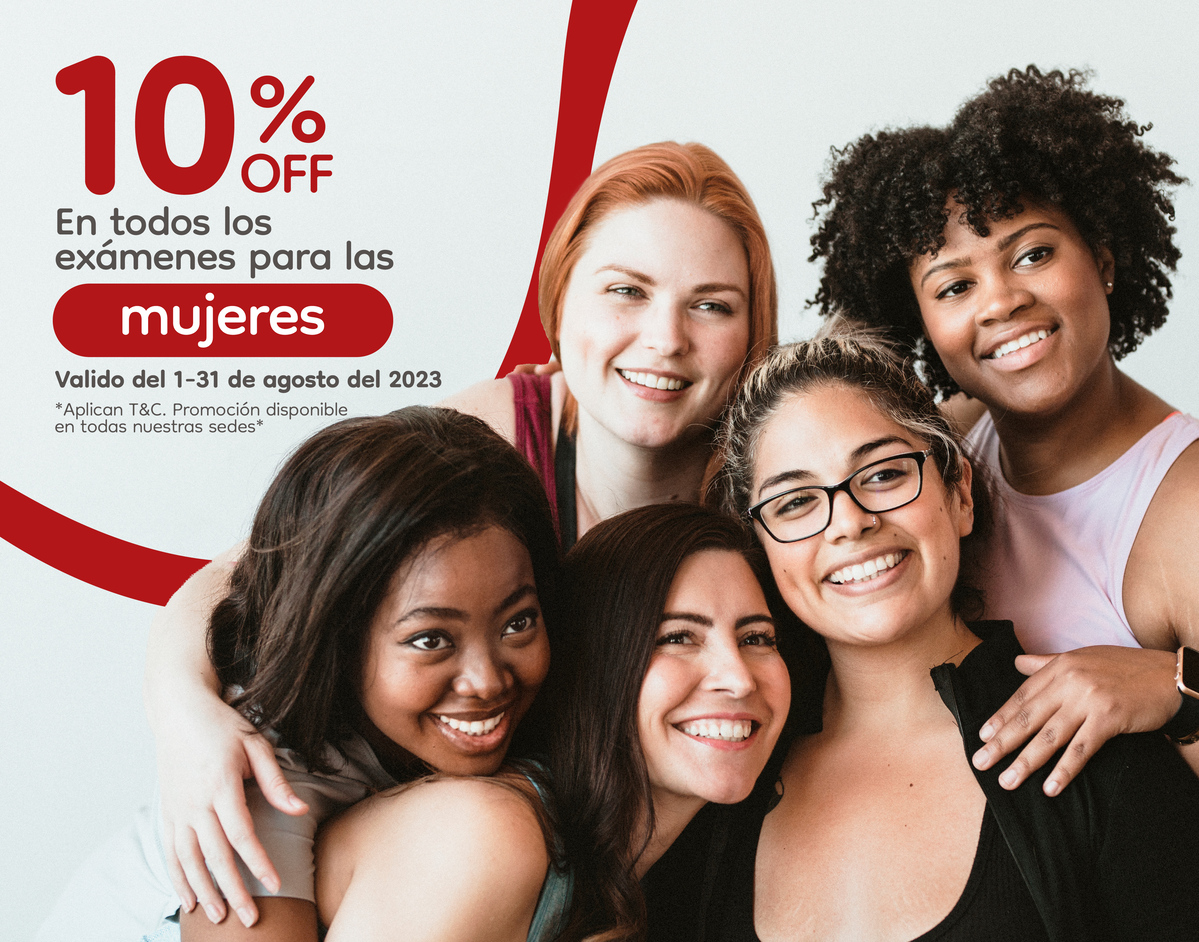 10%
OFF
En todos los
exámenes para las
mujeres
Valido del 1-31 de agosto del 2023
*Aplican T&C. Promoción disponible
en todas nuestras sedes*